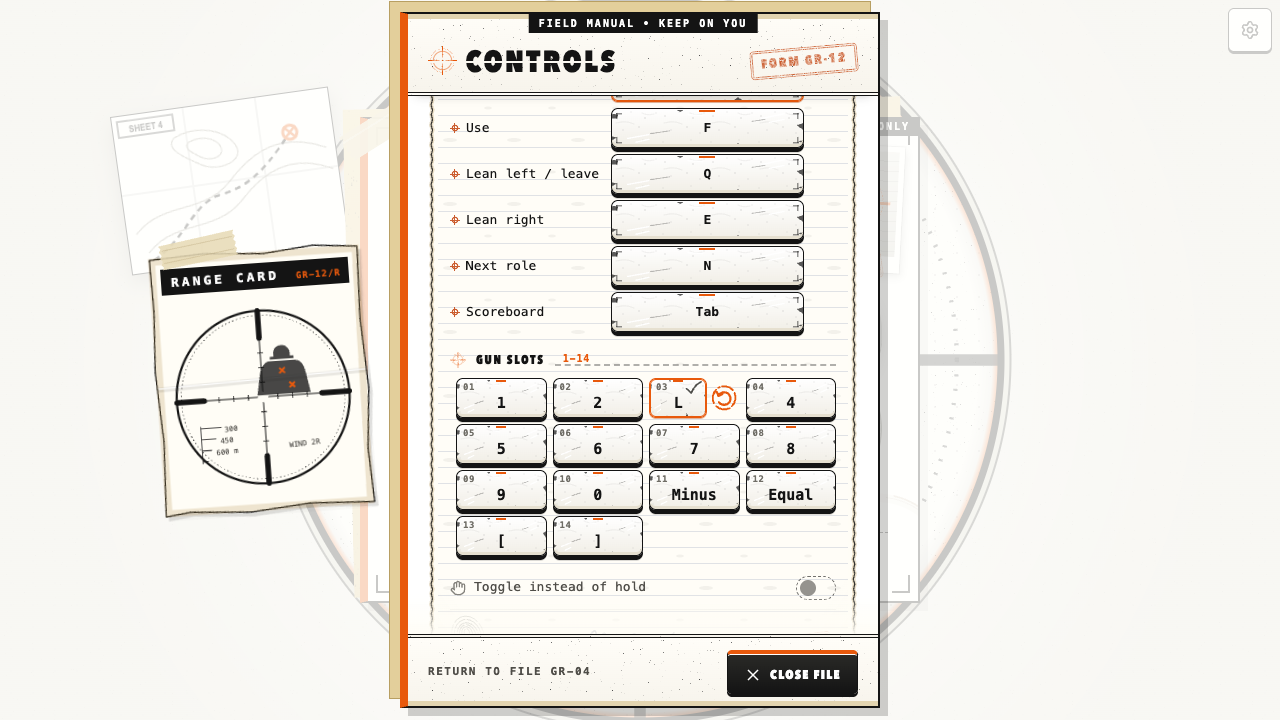 FIELD MANUAL • KEEP ON YOU
CONTROLS
FORM GR-12
SHEET 4
ONLY
Use
F
Lean left / leave
Q
Lean right
E
Next role
N
Scoreboard
Tab
RANGE CARD
GR-12/R
300
450
600 m
WIND 2R
GUN SLOTS
1-14
01
1
02
2
03
L
04
4
05
5
06
6
07
7
08
8
09
9
10
0
11
Minus
12
Equal
13
[
14
]
Toggle instead of hold
RETURN TO FILE GR-04
CLOSE FILE